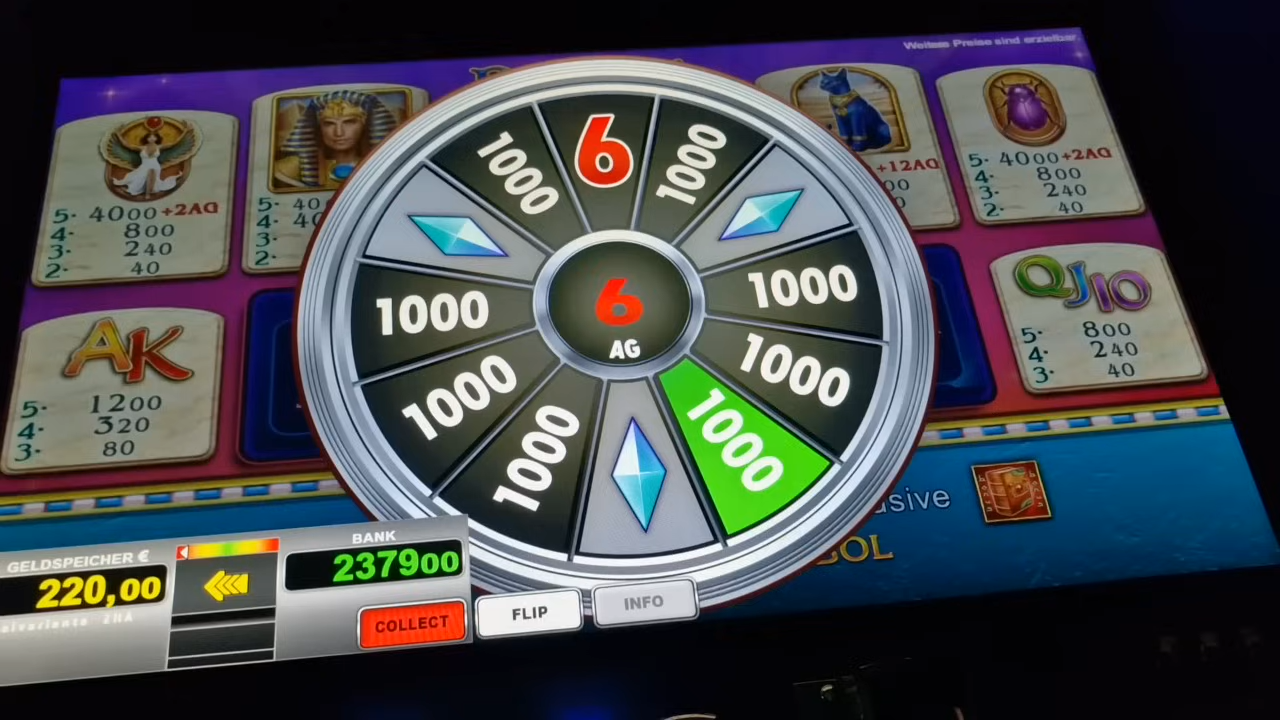 Weitere Preise sind erzielbar
5· 4000+2AG
4· 800
3· 240
2· 40
5· 40
4· 40
3·
2·
+12AG
00
5· 4000+2AG
4· 800
3· 240
2· 40
AK
5· 1200
4· 320
3· 80
QJ10
5· 800
4· 240
3· 40
6
1000
1000
1000
1000
1000
1000
1000
1000
6
AG
usive
BOL
GELDSPEICHER €
220,00
BANK
237900
COLLECT
FLIP
INFO